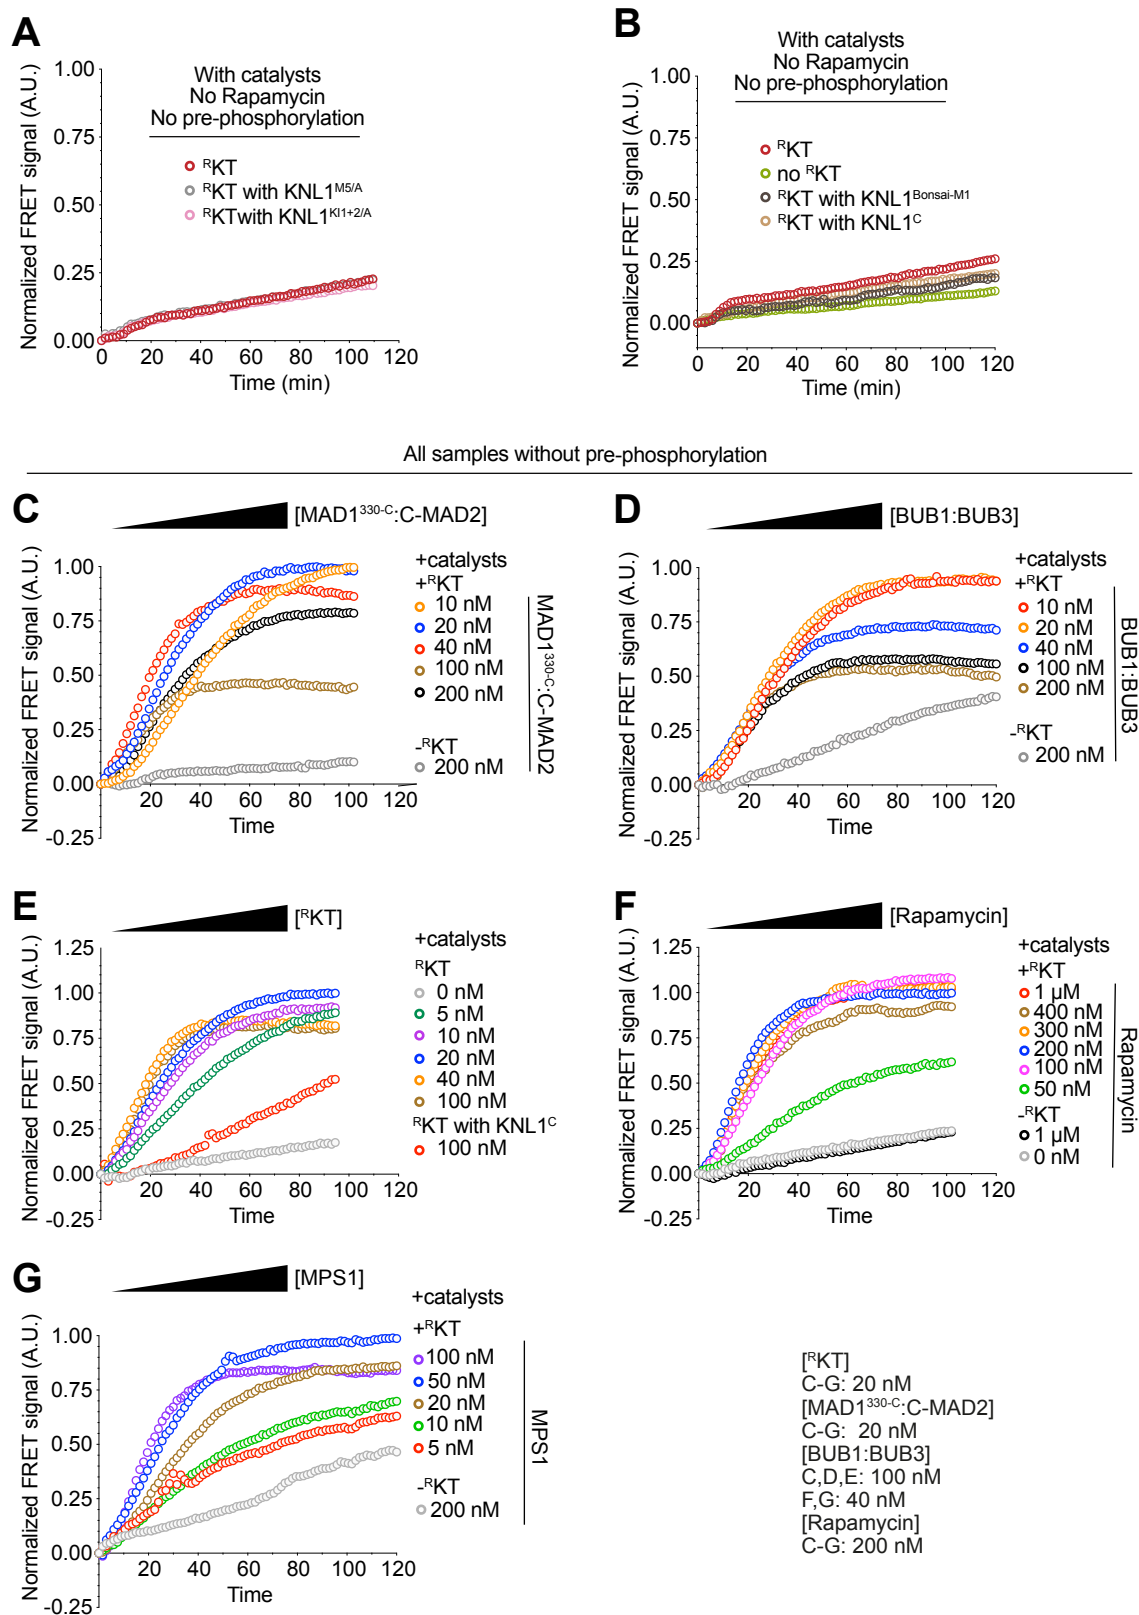 A
With catalysts
No Rapamycin
No pre-phosphorylation
Normalized FRET signal (A.U.)
1.00
0.75
0.50
0.25
0.00
RKT
RKT with KNL1M5/A
RKTwith KNL1KI1+2/A
0 20 40 60 80 100 120
Time (min)
B
With catalysts
No Rapamycin
No pre-phosphorylation
Normalized FRET signal (A.U.)
1.00
0.75
0.50
0.25
0.00
RKT
no RKT
RKT with KNL1Bonsai-M1
RKT with KNL1C
0 20 40 60 80 100 120
Time (min)
All samples without pre-phosphorylation
C
[MAD1330-C:C-MAD2]
Normalized FRET signal (A.U.)
1.00
0.75
0.50
0.25
0.00
-0.25
20 40 60 80 100 120
Time
+catalysts
+RKT
10 nM
20 nM
40 nM
100 nM
200 nM
-RKT
200 nM
MAD1330-C:C-MAD2
D
[BUB1:BUB3]
Normalized FRET signal (A.U.)
1.00
0.75
0.50
0.25
0.00
-0.25
20 40 60 80 100 120
Time
+catalysts
+RKT
10 nM
20 nM
40 nM
100 nM
200 nM
-RKT
200 nM
BUB1:BUB3
E
[RKT]
Normalized FRET signal (A.U.)
1.25
1.00
0.75
0.50
0.25
0.00
-0.25
20 40 60 80 100 120
Time
+catalysts
RKT
0 nM
5 nM
10 nM
20 nM
40 nM
100 nM
RKT with KNL1C
100 nM
F
[Rapamycin]
Normalized FRET signal (A.U.)
1.25
1.00
0.75
0.50
0.25
0.00
-0.25
20 40 60 80 100 120
Time
+catalysts
+RKT
1 µM
400 nM
300 nM
200 nM
100 nM
50 nM
-RKT
1 µM
0 nM
Rapamycin
G
[MPS1]
Normalized FRET signal (A.U.)
1.00
0.75
0.50
0.25
0.00
-0.25
20 40 60 80 100 120
Time
+catalysts
+RKT
100 nM
50 nM
20 nM
10 nM
5 nM
-RKT
200 nM
MPS1
[RKT]
C-G: 20 nM
[MAD1330-C:C-MAD2]
C-G: 20 nM
[BUB1:BUB3]
C,D,E: 100 nM
F,G: 40 nM
[Rapamycin]
C-G: 200 nM